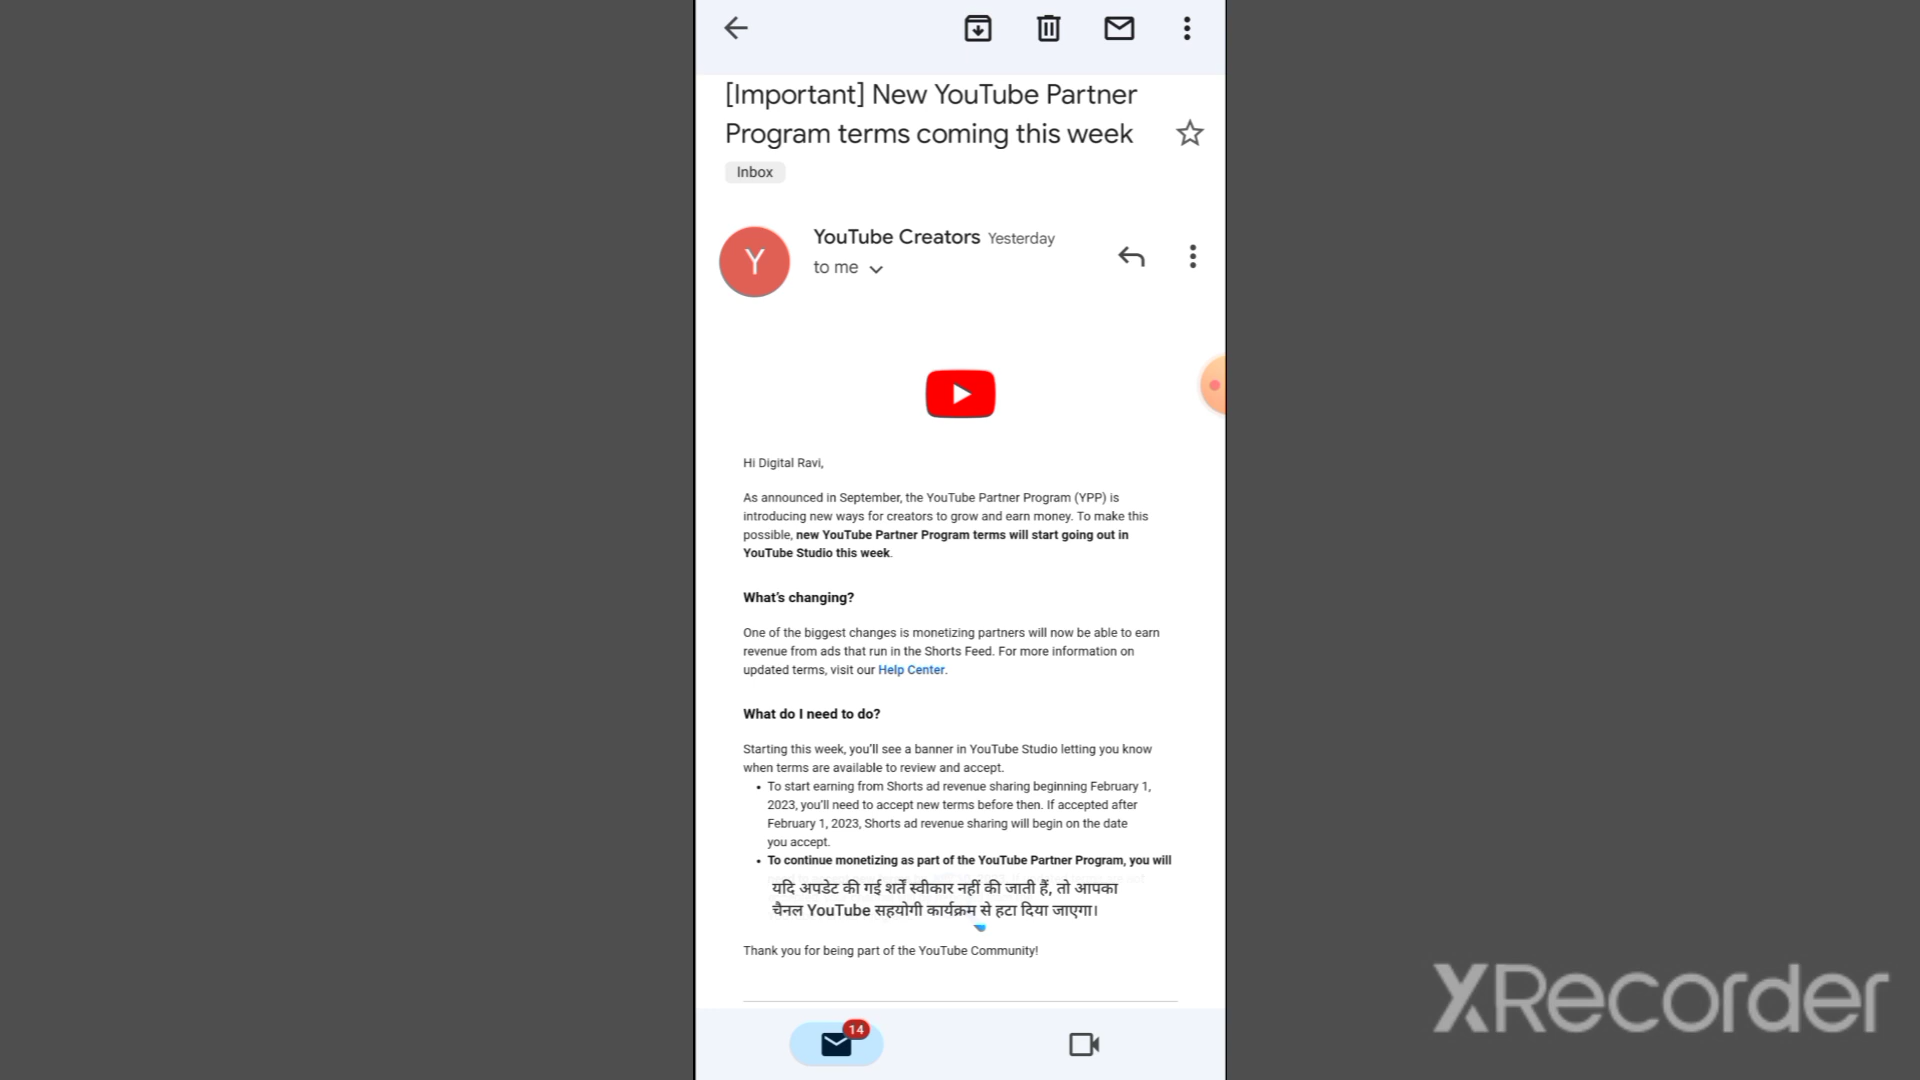 [Important] New YouTube Partner
Program terms coming this week
Inbox
Y
YouTube Creators Yesterday
to me
Hi Digital Ravi,
As announced in September, the YouTube Partner Program (YPP) is
introducing new ways for creators to grow and earn money. To make this
possible, new YouTube Partner Program terms will start going out in
YouTube Studio this week.
What's changing?
One of the biggest changes is monetizing partners will now be able to earn
revenue from ads that run in the Shorts Feed. For more information on
updated terms, visit our Help Center.
What do I need to do?
Starting this week, you'll see a banner in YouTube Studio letting you know
when terms are available to review and accept.
• To start earning from Shorts ad revenue sharing beginning February 1,
2023, you'll need to accept new terms before then. If accepted after
February 1, 2023, Shorts ad revenue sharing will begin on the date
you accept.
• To continue monetizing as part of the YouTube Partner Program, you will
यदि अपडेट की गई शर्तें स्वीकार नहीं की जाती हैं, तो आपका
चैनल YouTube सहयोगी कार्यक्रम से हटा दिया जाएगा।
Thank you for being part of the YouTube Community!
14
XRecorder